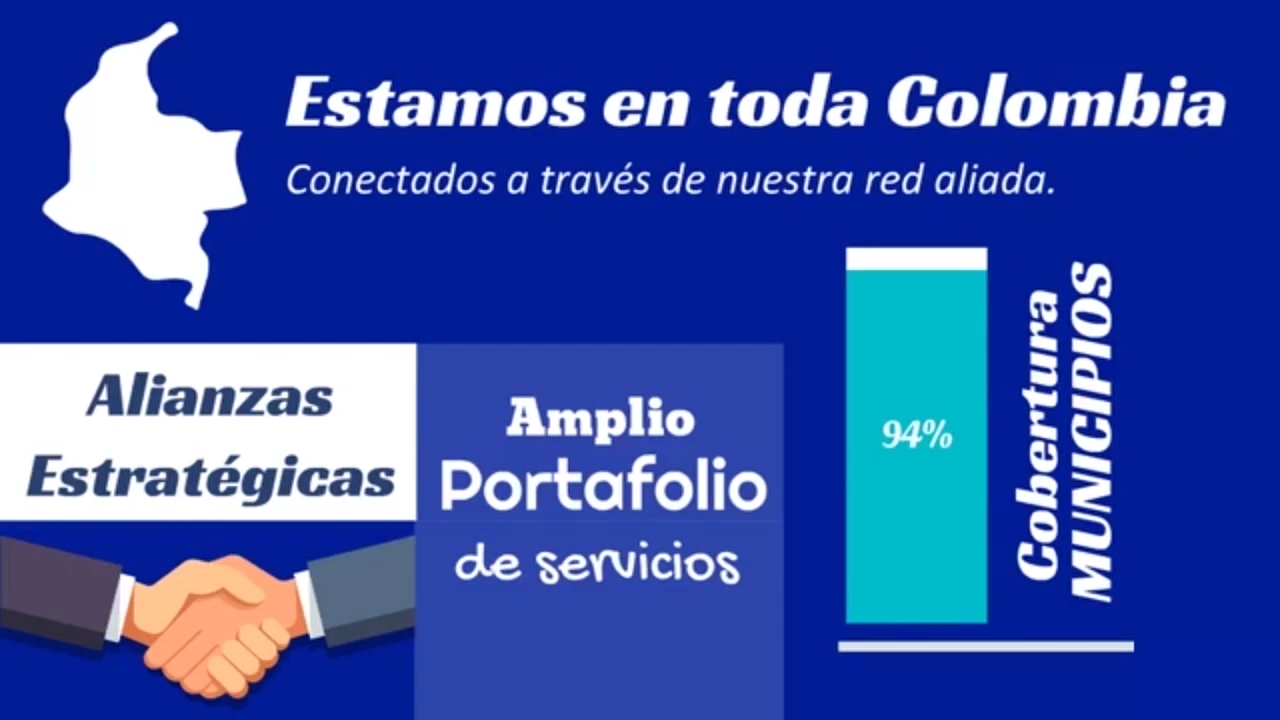 Estamos en toda Colombia
Conectados a través de nuestra red aliada.
Alianzas
Estratégicas
Amplio
Portafolio
de servicios
94%
Cobertura
MUNICIPIOS